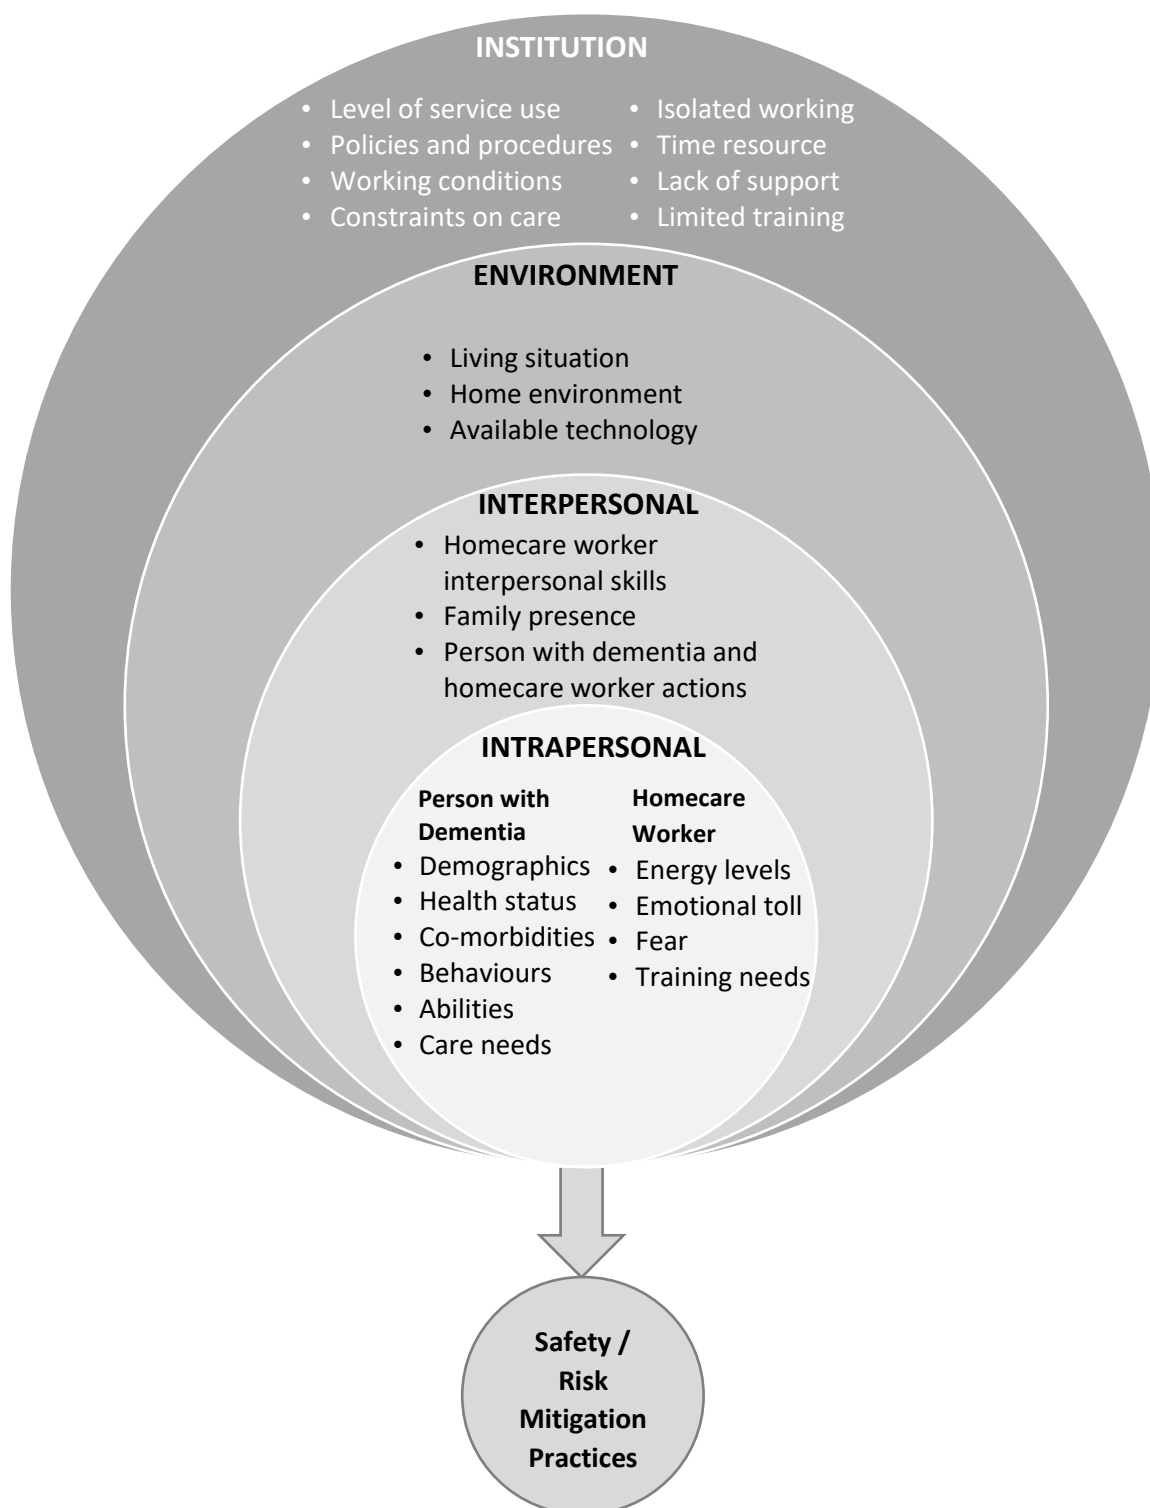 INSTITUTION
• Level of service use
• Policies and procedures
• Working conditions
• Constraints on care
• Isolated working
• Time resource
• Lack of support
• Limited training
ENVIRONMENT
• Living situation
• Home environment
• Available technology
INTERPERSONAL
• Homecare worker
interpersonal skills
• Family presence
• Person with dementia and
homecare worker actions
INTRAPERSONAL
Person with
Dementia
• Demographics
• Health status
• Co-morbidities
• Behaviours
• Abilities
• Care needs
Homecare
Worker
• Energy levels
• Emotional toll
• Fear
• Training needs
Safety /
Risk
Mitigation
Practices